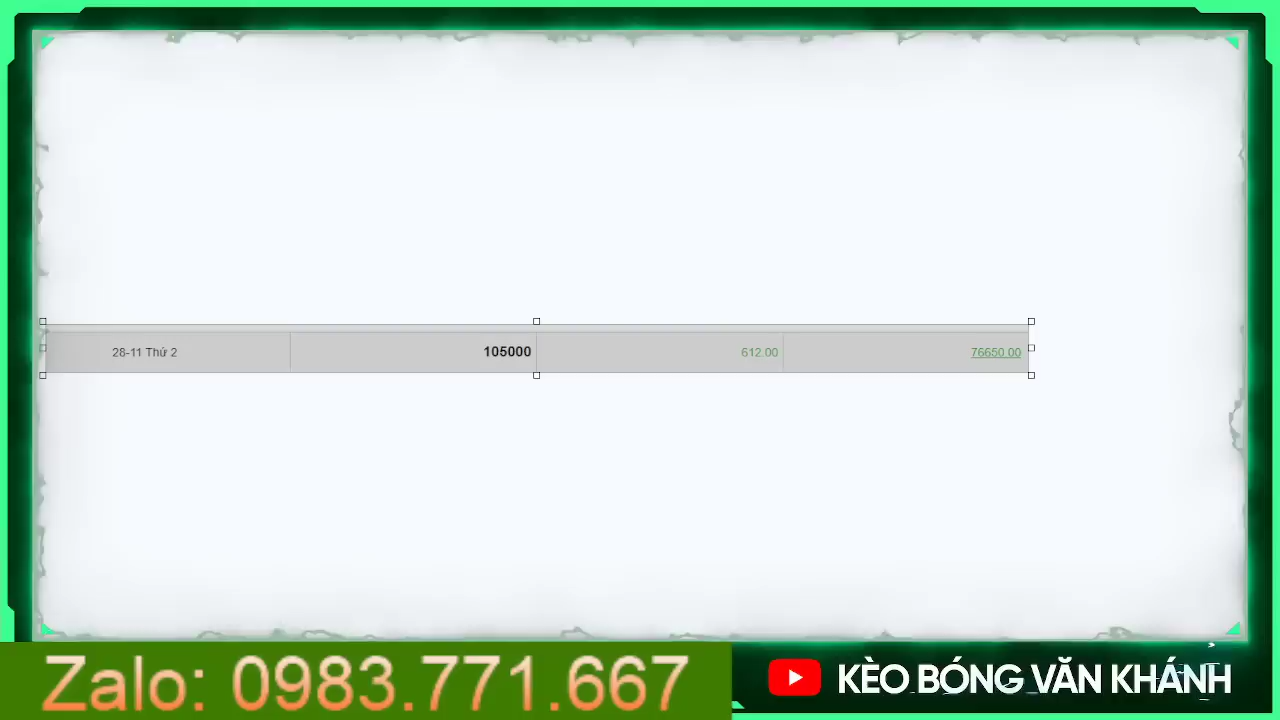 28-11 Thứ 2 105000 612.00 76650.00
Zalo: 0983.771.667
KÈO BÓNG VĂN KHÁNH